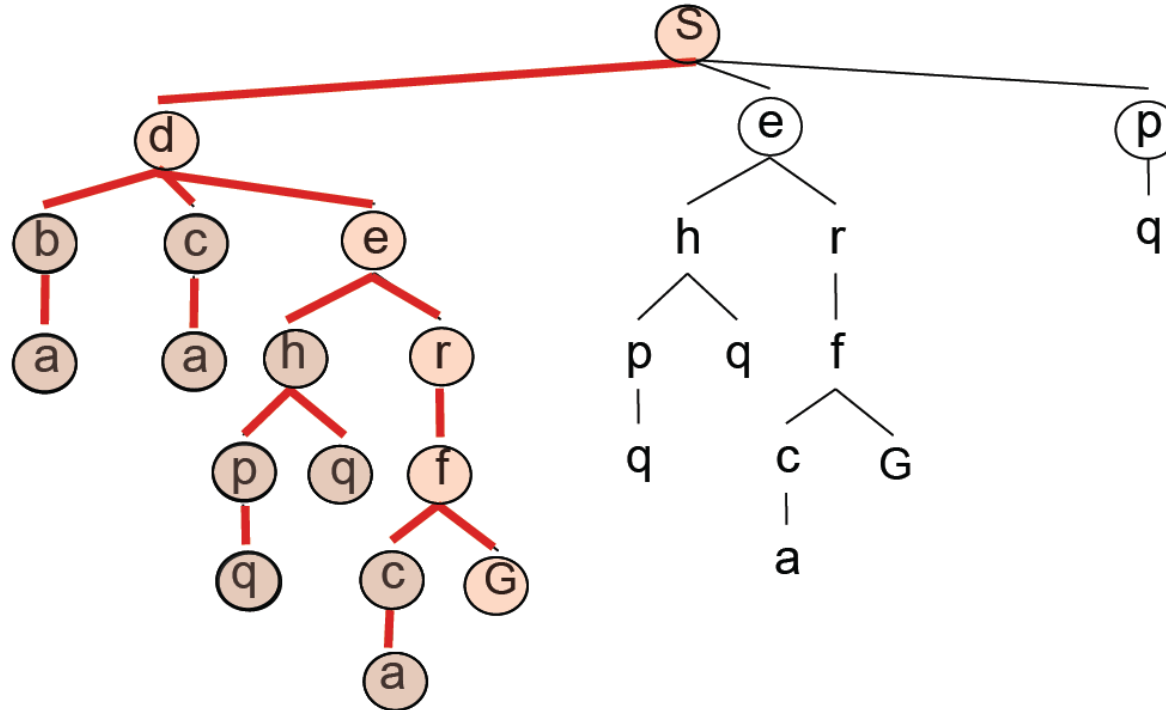 S
d e p
b c e h r q
a a h r p q f
p q f q c G
q c G a
a